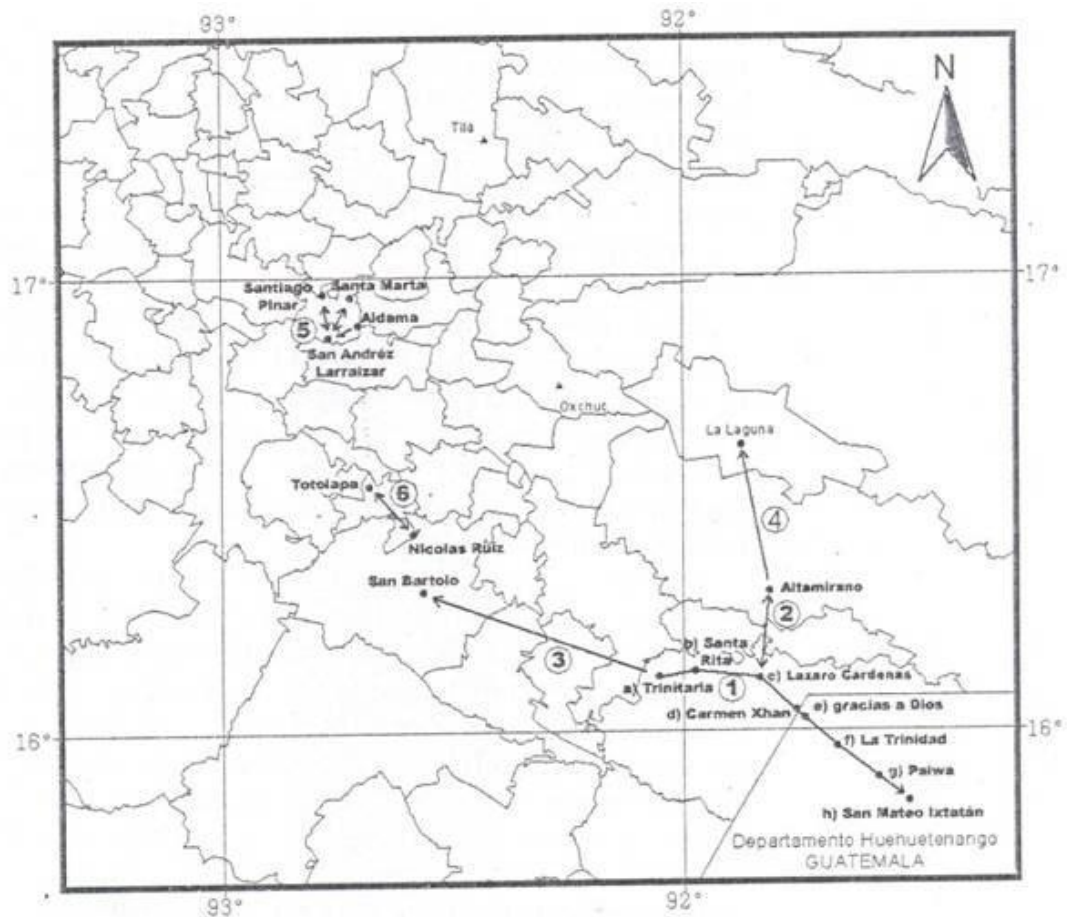 93°
92°
N
Tila
17°
17°
Santiago
Pinar
Santa Marta
Aldama
5
San Andréz
Larraizar
Oxchuc
La Laguna
Totolapa
6
4
Nicolas Ruiz
San Bartolo
Altamirano
2
b) Santa
Rita
3
a) Trinitaria
1
c) Lazaro Cardenas
d) Carmen Xhan
e) gracias a Dios
16°
16°
f) La Trinidad
g) Paiwa
h) San Mateo Ixtatán
Departamento Huehuetenango
GUATEMALA
93°
92°